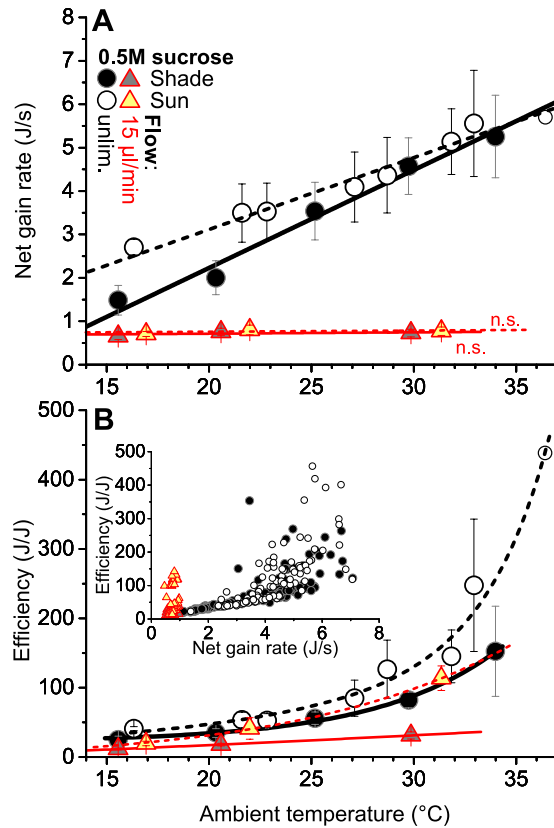 A
8
7
6
5
4
3
2
1
0
Net gain rate (J/s)
0.5M sucrose
Shade
Sun
Flow:
15 µl/min
unlim.
n.s.
n.s.
15 20 25 30 35
B
500
400
300
200
100
0
Efficiency (J/J)
500
400
300
200
100
0
Efficiency (J/J)
0 2 4 6 8
Net gain rate (J/s)
15 20 25 30 35
Ambient temperature (°C)